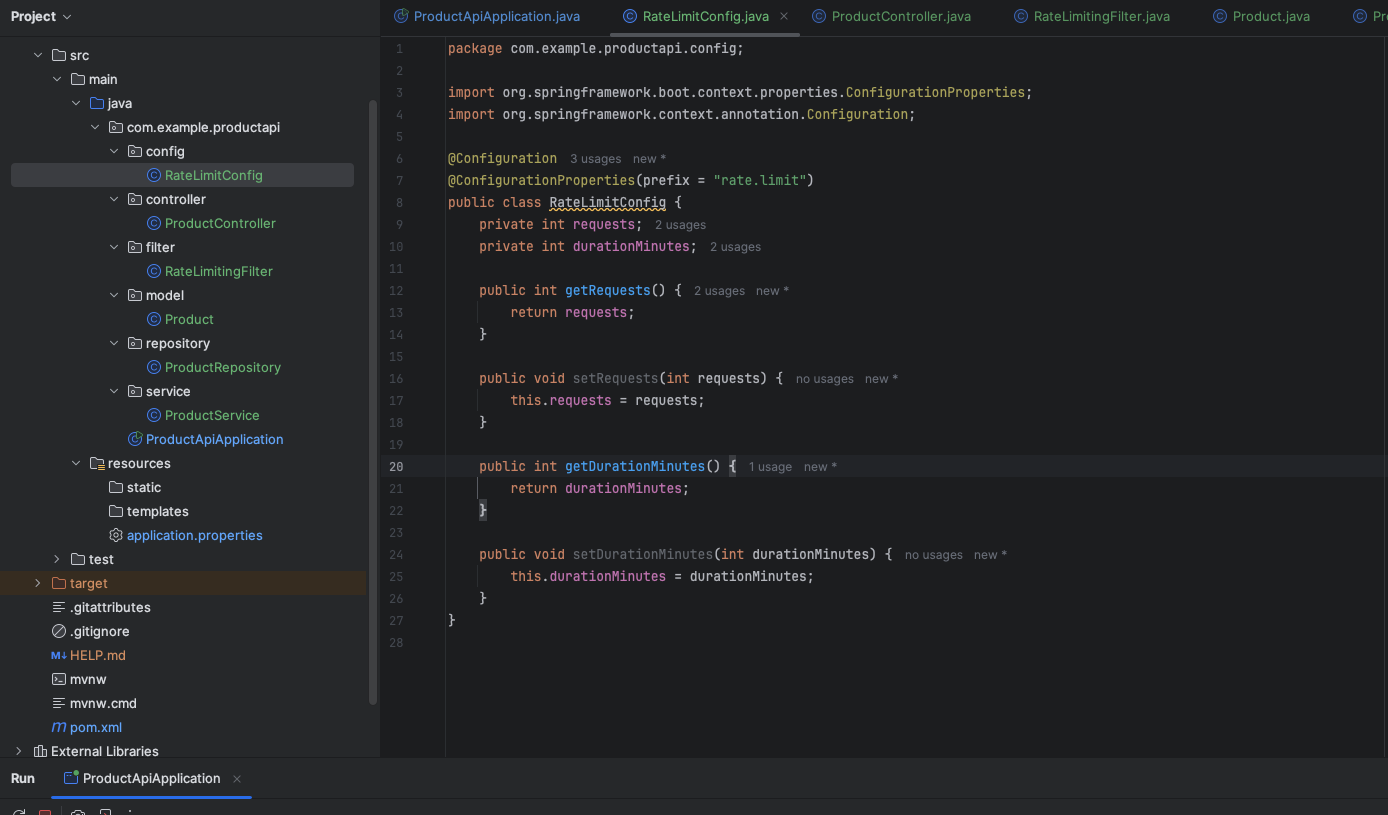 Project
src
main
java
com.example.productapi
config
RateLimitConfig
controller
ProductController
filter
RateLimitingFilter
model
Product
repository
ProductRepository
service
ProductService
ProductApiApplication
resources
static
templates
application.properties
test
target
.gitattributes
.gitignore
M↓ HELP.md
mvnw
mvnw.cmd
m pom.xml
External Libraries
ProductApiApplication.java RateLimitConfig.java ProductController.java RateLimitingFilter.java Product.java
1 package com.example.productapi.config;
2
3 import org.springframework.boot.context.properties.ConfigurationProperties;
4 import org.springframework.context.annotation.Configuration;
5
6 @Configuration 3 usages new *
7 @ConfigurationProperties(prefix = "rate.limit")
8 public class RateLimitConfig {
9 private int requests; 2 usages
10 private int durationMinutes; 2 usages
11
12 public int getRequests() { 2 usages new *
13 return requests;
14 }
15
16 public void setRequests(int requests) { no usages new *
17 this.requests = requests;
18 }
19
20 public int getDurationMinutes() { 1 usage new *
21 return durationMinutes;
22 }
23
24 public void setDurationMinutes(int durationMinutes) { no usages new *
25 this.durationMinutes = durationMinutes;
26 }
27 }
28
Run ProductApiApplication